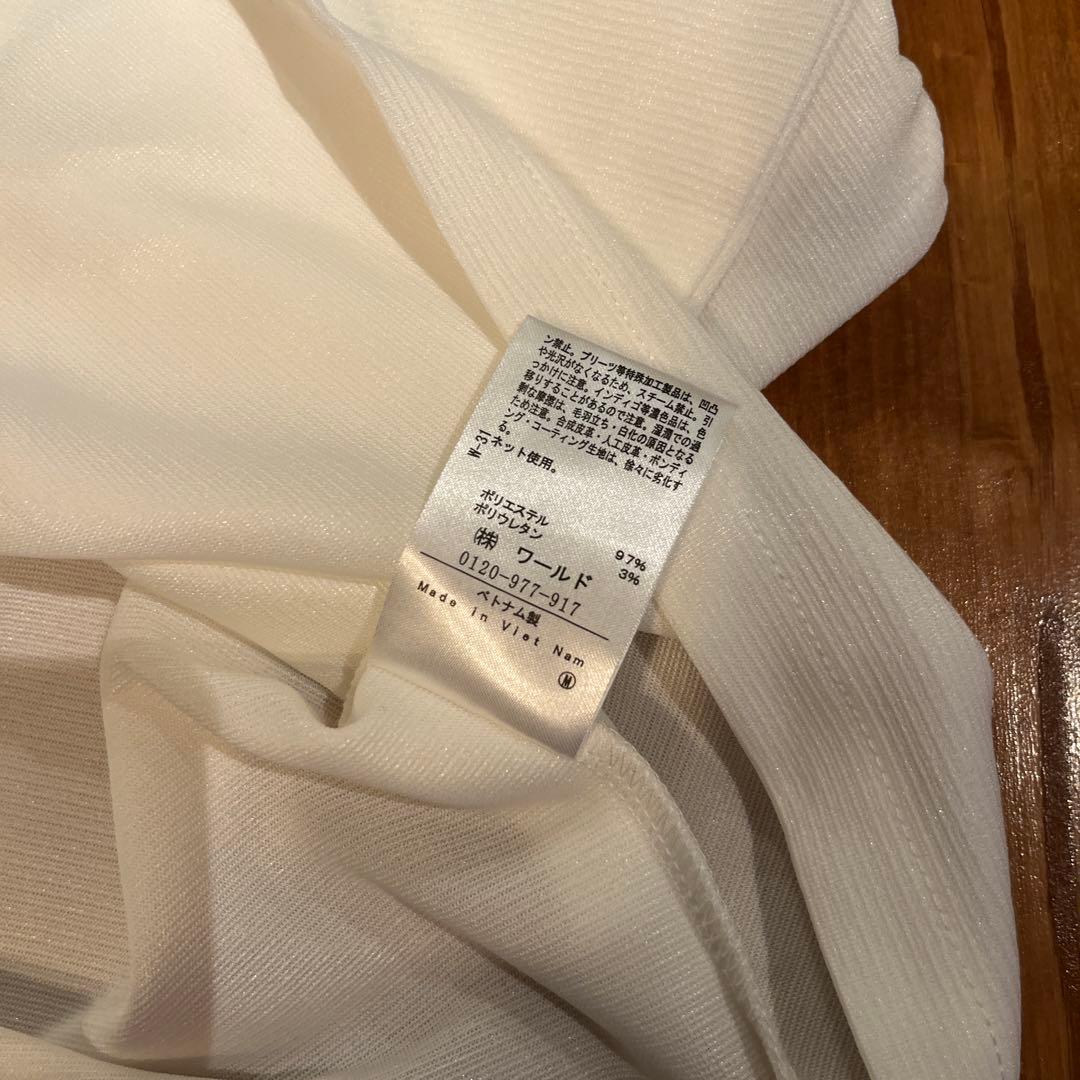 ン禁止。プリーツ等特殊加工製品は、凹凸
や光沢がなくなるため、スチーム禁止。引
っかけに注意。インディゴ等濃色品は、色
移りすることがあるので注意。湿潤での過
剰な摩擦は、毛羽立ち・白化の原因となる
ため注意。合成皮革・人工皮革・ボンディ
ング・コーティング生地は、徐々に劣化す
る。
ネット使用。
ポリエステル 97%
ポリウレタン 3%
㈱ ワールド
0120-977-917
ベトナム製
Made in Viet Nam
Ⓝ